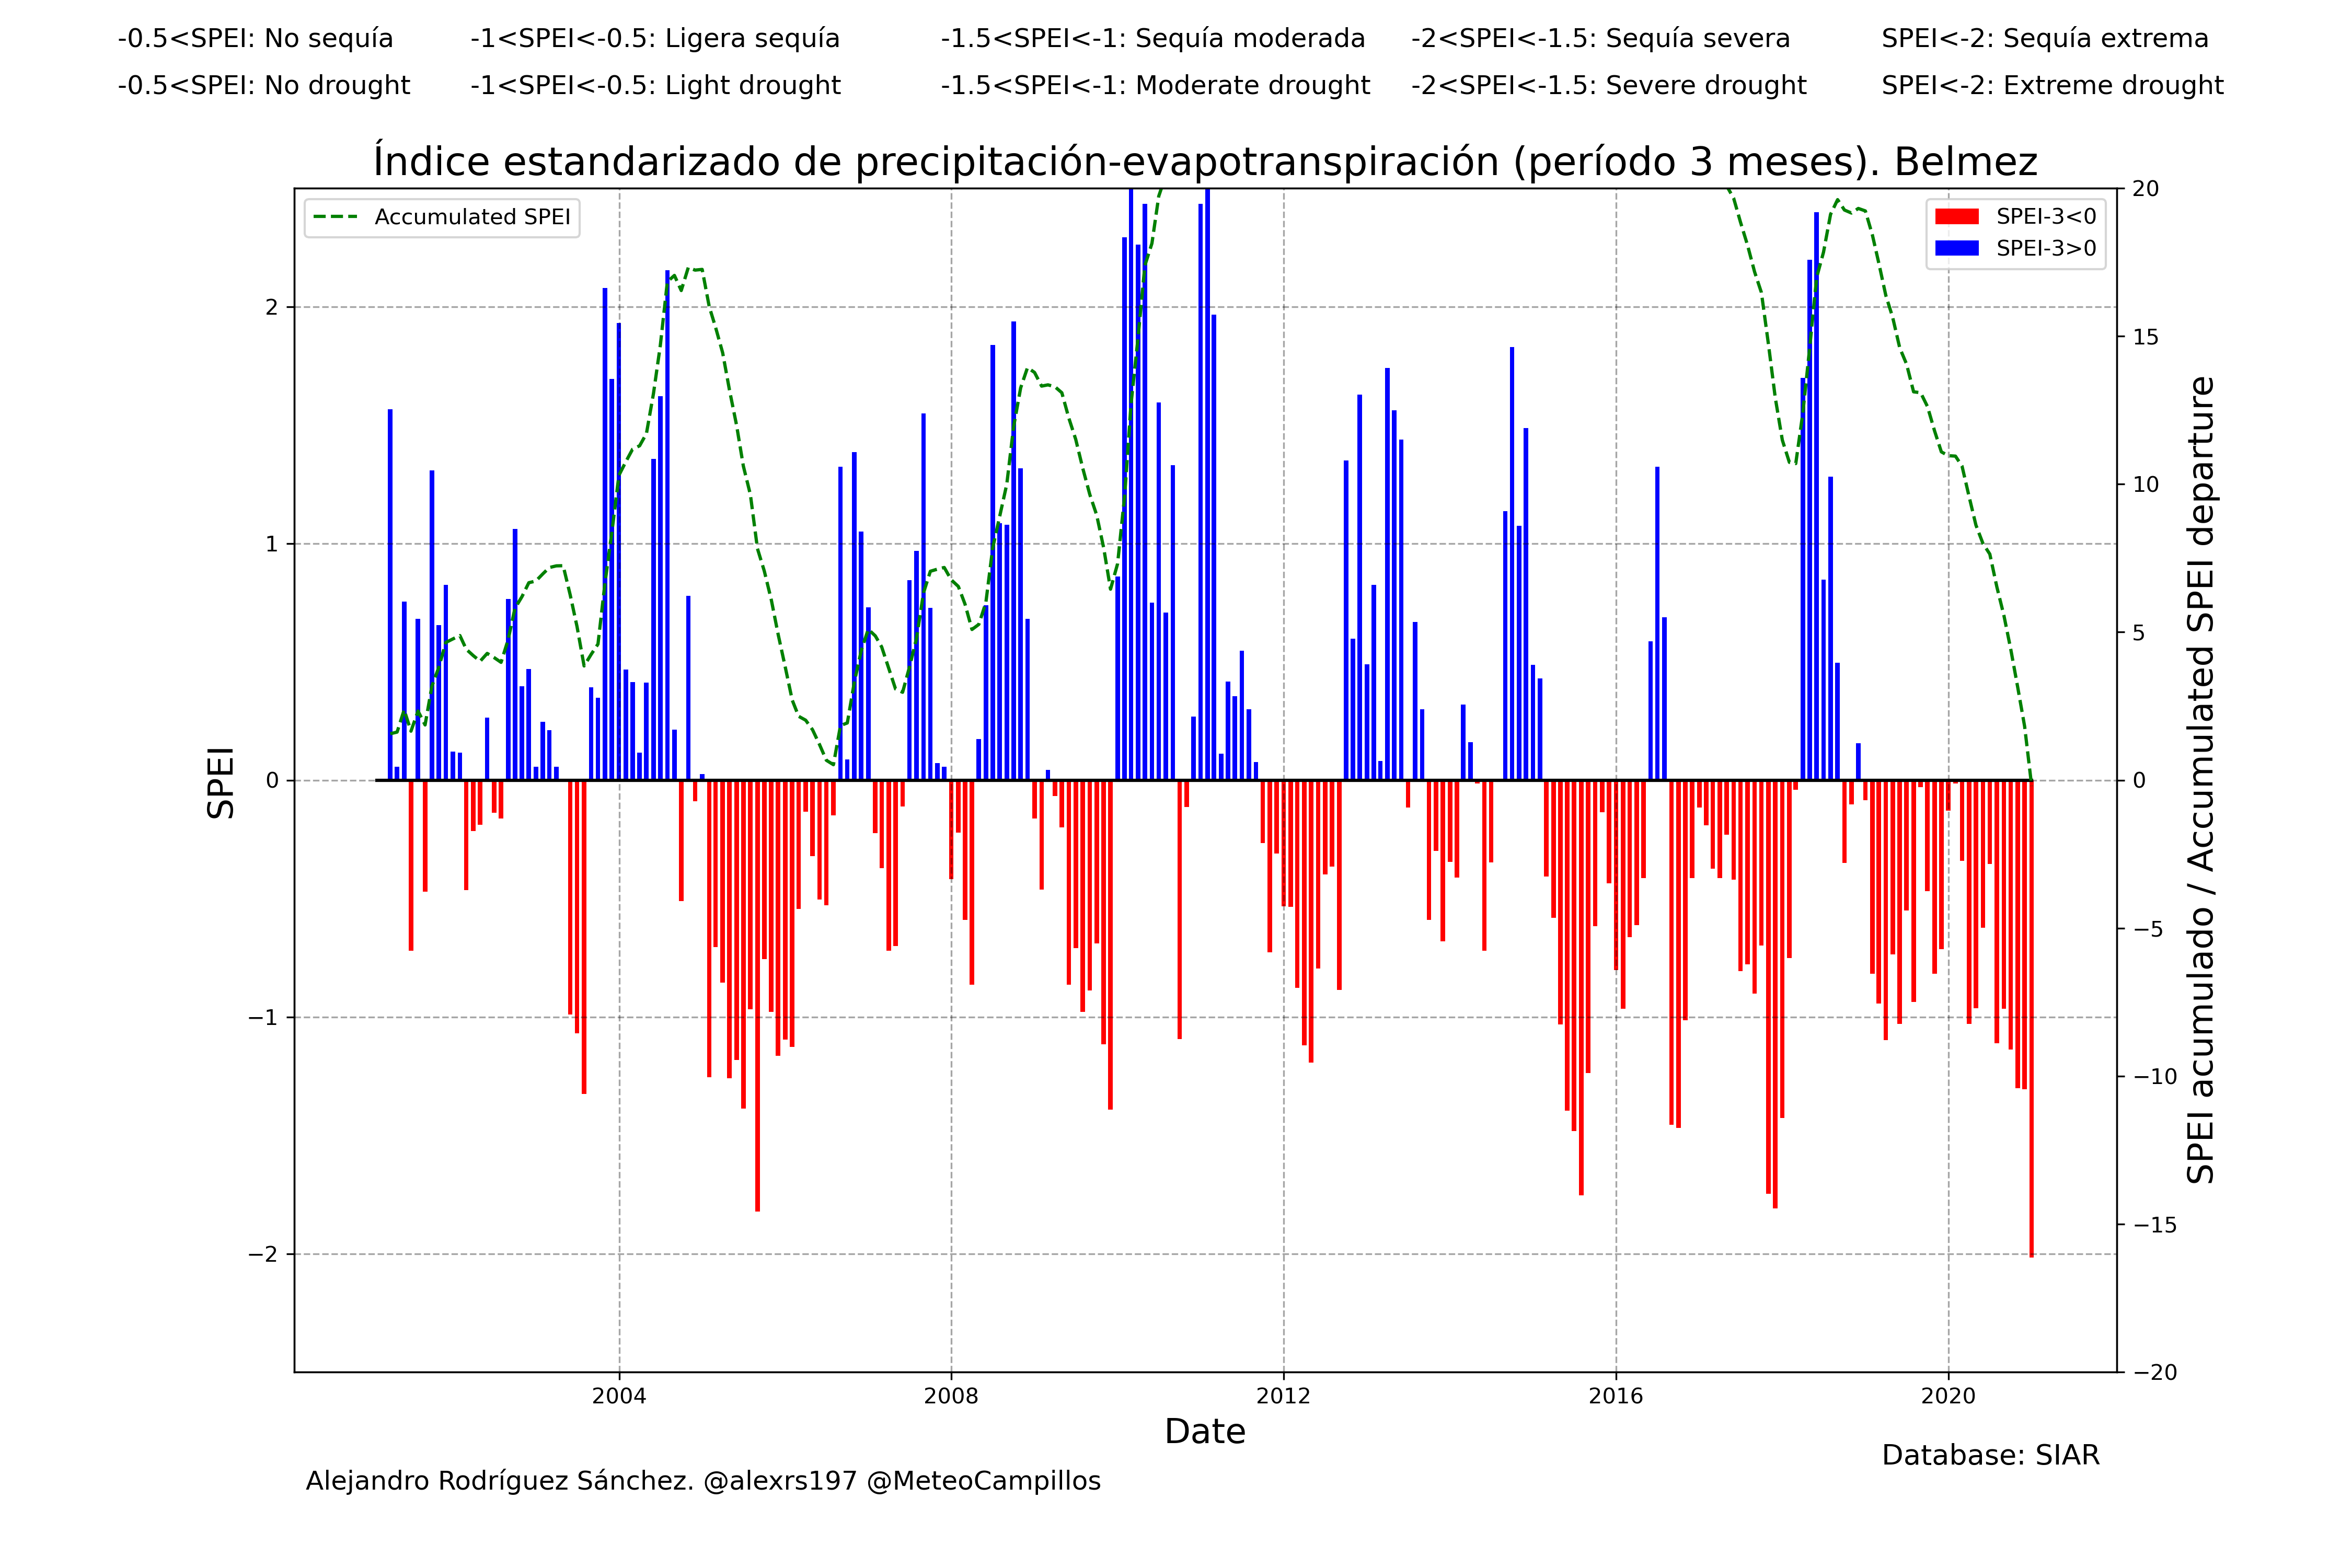 -0.5<SPEI: No sequía -1<SPEI<-0.5: Ligera sequía -1.5<SPEI<-1: Sequía moderada -2<SPEI<-1.5: Sequía severa SPEI<-2: Sequía extrema
-0.5<SPEI: No drought -1<SPEI<-0.5: Light drought -1.5<SPEI<-1: Moderate drought -2<SPEI<-1.5: Severe drought SPEI<-2: Extreme drought
Índice estandarizado de precipitación-evapotranspiración (período 3 meses). Belmez
Accumulated SPEI
SPEI-3<0
SPEI-3>0
SPEI
2
1
0
−1
−2
20
15
10
5
0
−5
−10
−15
−20
SPEI acumulado / Accumulated SPEI departure
2004 2008 2012 2016 2020
Date
Database: SIAR
Alejandro Rodríguez Sánchez. @alexrs197 @MeteoCampillos